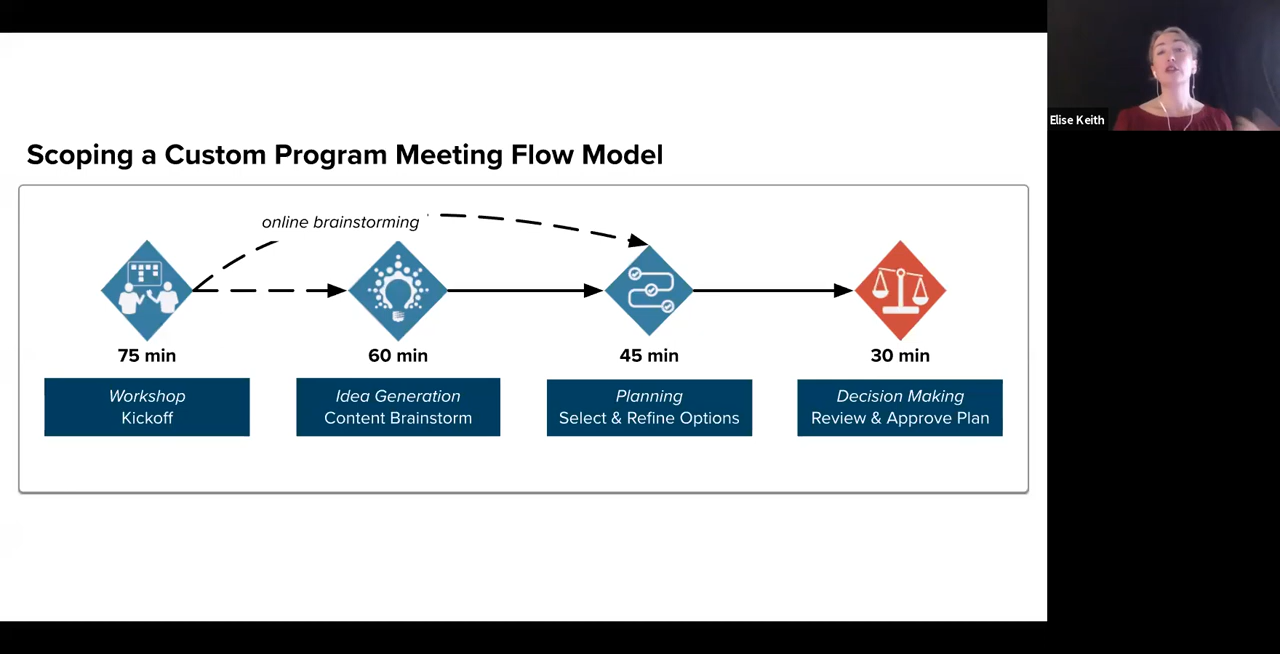 Elise Keith
Scoping a Custom Program Meeting Flow Model
online brainstorming
75 min
60 min
45 min
30 min
Workshop
Kickoff
Idea Generation
Content Brainstorm
Planning
Select & Refine Options
Decision Making
Review & Approve Plan